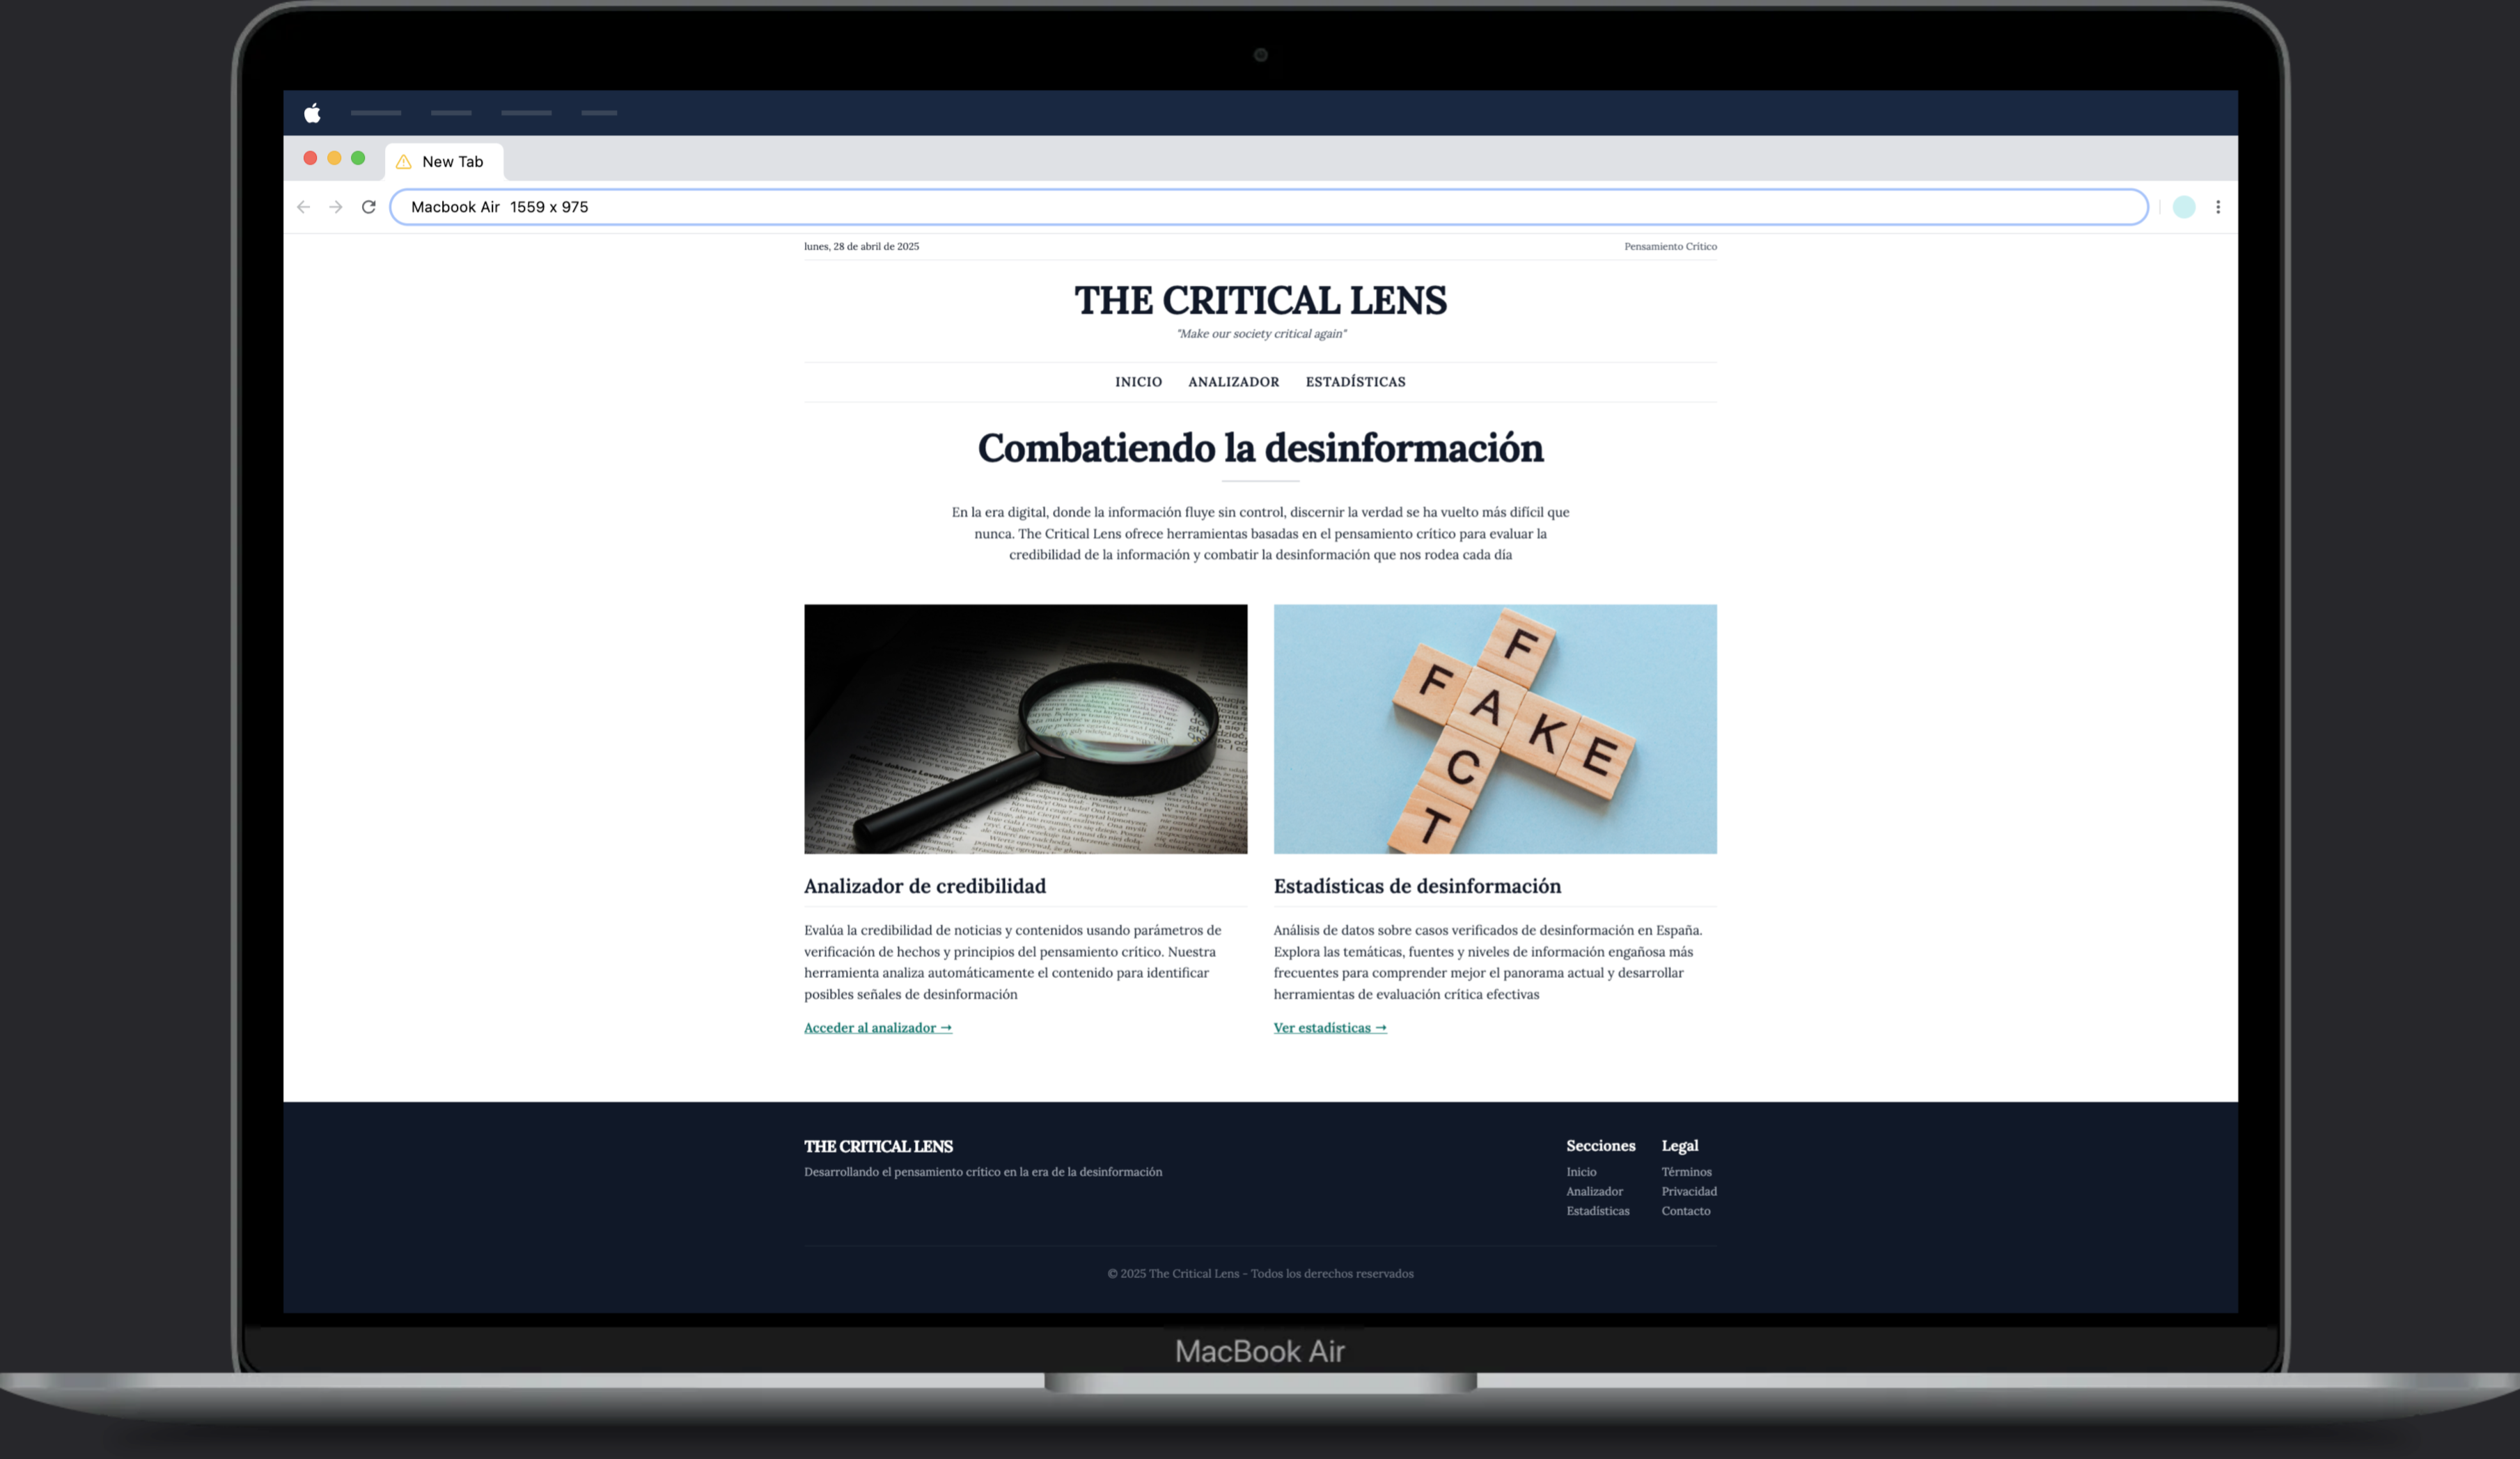 New Tab
Macbook Air 1559 x 975
lunes, 28 de abril de 2025
Pensamiento Crítico
THE CRITICAL LENS
"Make our society critical again"
INICIO ANALIZADOR ESTADÍSTICAS
Combatiendo la desinformación
En la era digital, donde la información fluye sin control, discernir la verdad se ha vuelto más difícil que
nunca. The Critical Lens ofrece herramientas basadas en el pensamiento crítico para evaluar la
credibilidad de la información y combatir la desinformación que nos rodea cada día
F
FAKE
A
C
T
Analizador de credibilidad
Evalúa la credibilidad de noticias y contenidos usando parámetros de
verificación de hechos y principios del pensamiento crítico. Nuestra
herramienta analiza automáticamente el contenido para identificar
posibles señales de desinformación
Acceder al analizador →
Estadísticas de desinformación
Análisis de datos sobre casos verificados de desinformación en España.
Explora las temáticas, fuentes y niveles de información engañosa más
frecuentes para comprender mejor el panorama actual y desarrollar
herramientas de evaluación crítica efectivas
Ver estadísticas →
THE CRITICAL LENS
Desarrollando el pensamiento crítico en la era de la desinformación
Secciones
Inicio
Analizador
Estadísticas
Legal
Términos
Privacidad
Contacto
© 2025 The Critical Lens - Todos los derechos reservados
MacBook Air